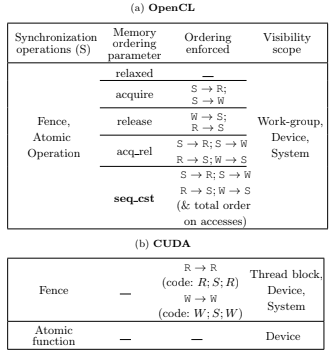 (a) OpenCL
Synchronization operations (S) Memory ordering parameter Ordering enforced Visibility scope
relaxed —
acquire S → R;
S → W
release W → S;
R → S
Fence, Atomic Operation
Work-group, Device, System
acq_rel S → R; S → W
R → S; W → S
seq_cst S → R; S → W
R → S; W → S
(& total order
on accesses)
(b) CUDA
Fence — R → R
(code: R; S; R)
W → W
(code: W; S; W)
Thread block,
Device,
System
Atomic
function — — Device